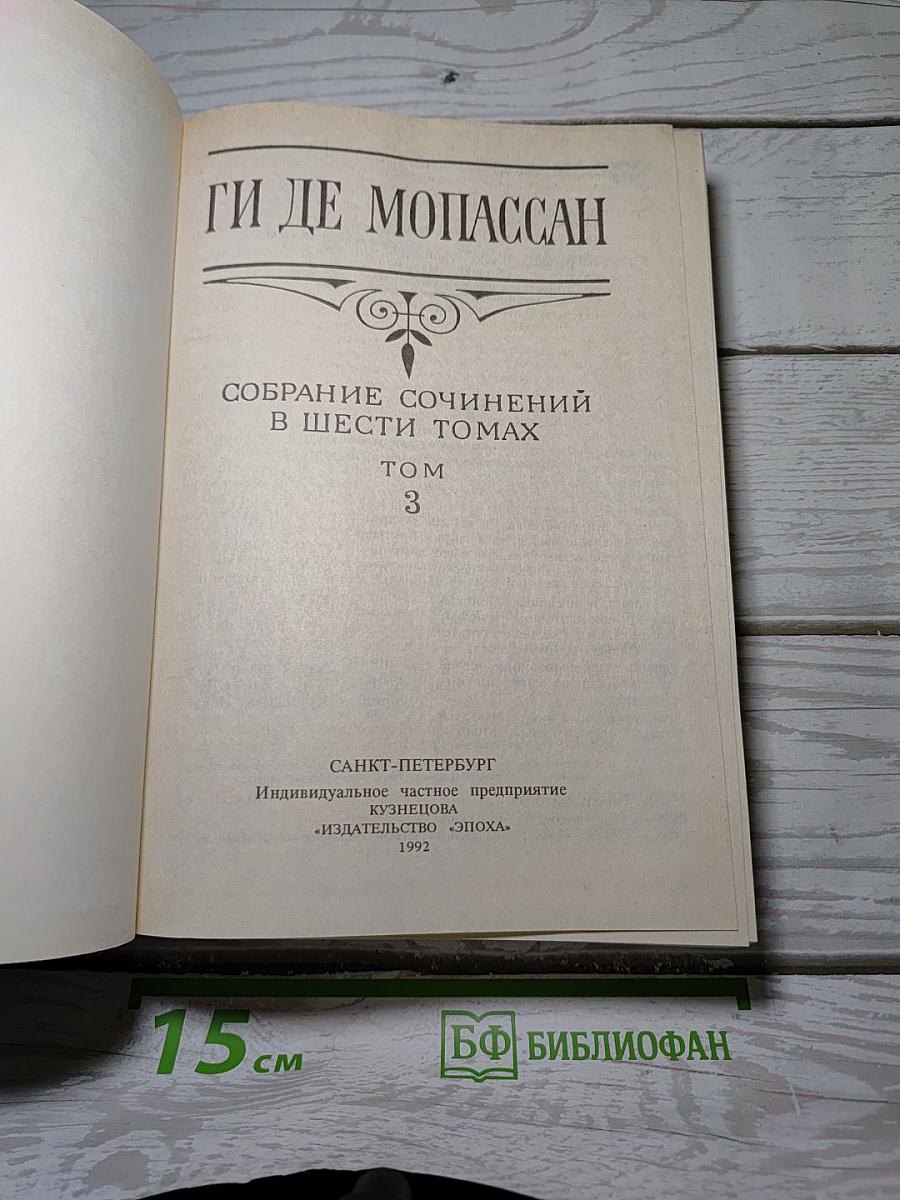 ГИ ДЕ МОПАССАН
СОБРАНИЕ СОЧИНЕНИЙ
В ШЕСТИ ТОМАХ
ТОМ
3
САНКТ-ПЕТЕРБУРГ
Индивидуальное частное предприятие
КУЗНЕЦОВА
«ИЗДАТЕЛЬСТВО «ЭПОХА»
1992
15 см
БФ БИБЛИОФАН